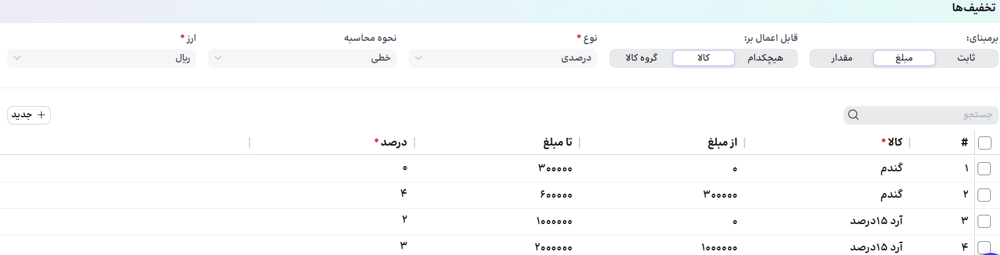 تخفیف‌ها
برمبنای: قابل اعمال بر: نوع * نحوه محاسبه ارز *
ثابت مبلغ مقدار هیچکدام کالا گروه کالا درصدی خطی ریال
جستجو + جدید
# کالا * از مبلغ تا مبلغ درصد *
۱ گندم ۰ ۳۰۰۰۰۰ ۰
۲ گندم ۳۰۰۰۰۰ ۶۰۰۰۰۰ ۴
۳ آرد ۱۵درصد ۰ ۱۰۰۰۰۰۰ ۲
۴ آرد ۱۵درصد ۱۰۰۰۰۰۰ ۲۰۰۰۰۰۰ ۳